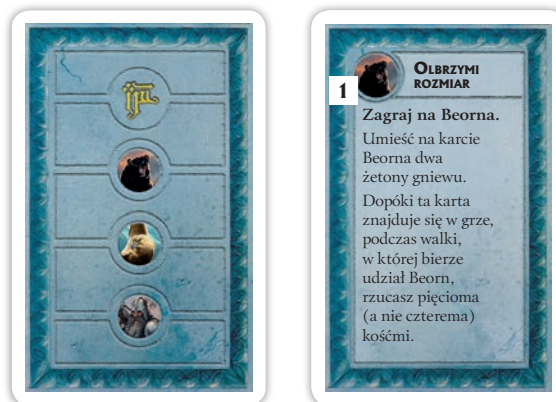 1
OLBRZYMI
ROZMIAR
Zagraj na Beorna.
Umieść na karcie
Beorna dwa
żetony gniewu.
Dopóki ta karta
znajduje się w grze,
podczas walki,
w której bierze
udział Beorn,
rzucasz pięcioma
(a nie czterema)
kośćmi.